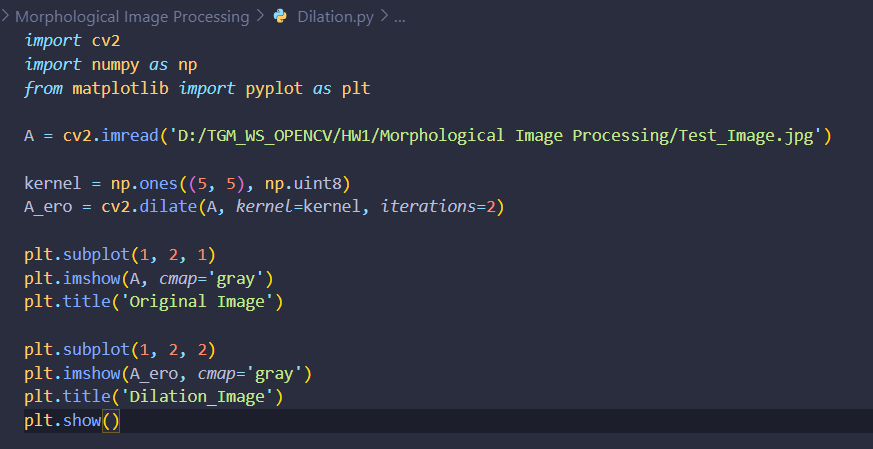 > Morphological Image Processing > Dilation.py > ...
import cv2
import numpy as np
from matplotlib import pyplot as plt

A = cv2.imread('D:/TGM_WS_OPENCV/HW1/Morphological Image Processing/Test_Image.jpg')

kernel = np.ones((5, 5), np.uint8)
A_ero = cv2.dilate(A, kernel=kernel, iterations=2)

plt.subplot(1, 2, 1)
plt.imshow(A, cmap='gray')
plt.title('Original Image')

plt.subplot(1, 2, 2)
plt.imshow(A_ero, cmap='gray')
plt.title('Dilation_Image')
plt.show()